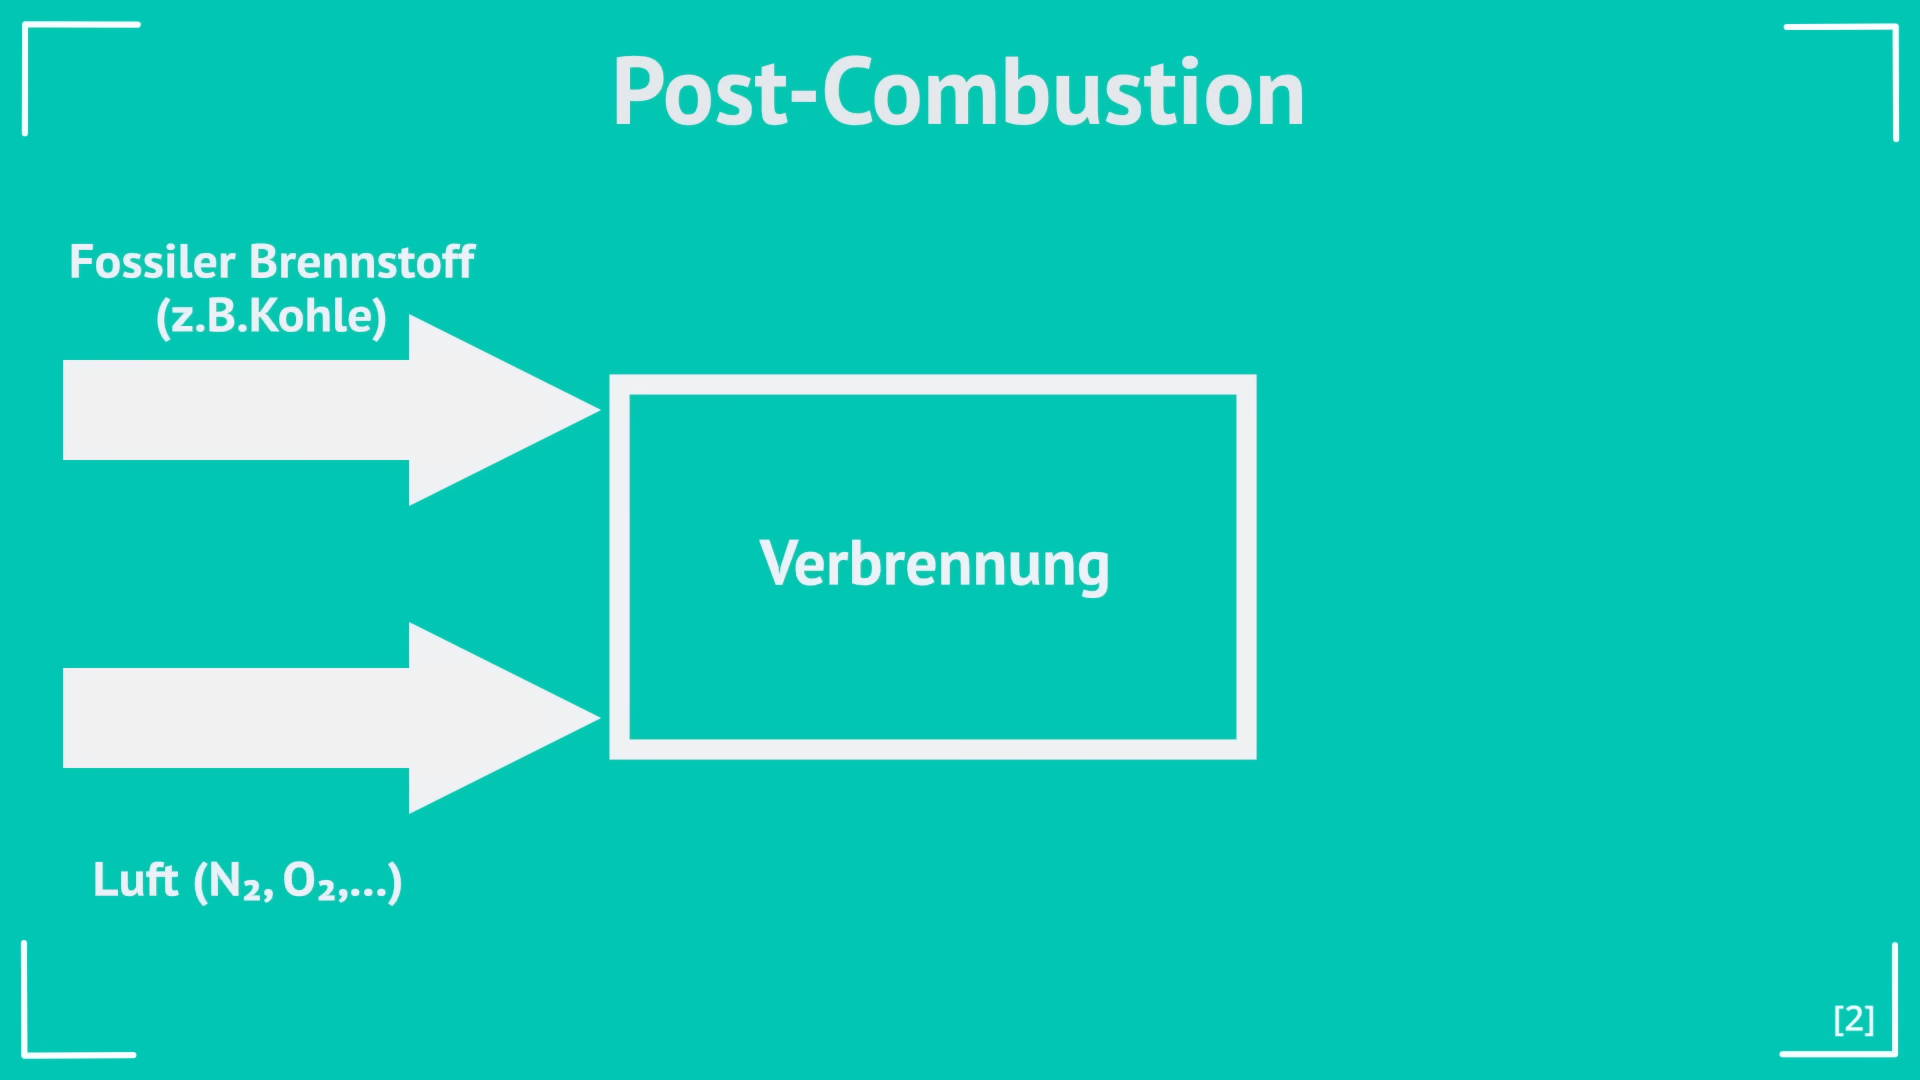 Post-Combustion
Fossiler Brennstoff
(z.B.Kohle)
Verbrennung
Luft (N₂, O₂,...)
[2]